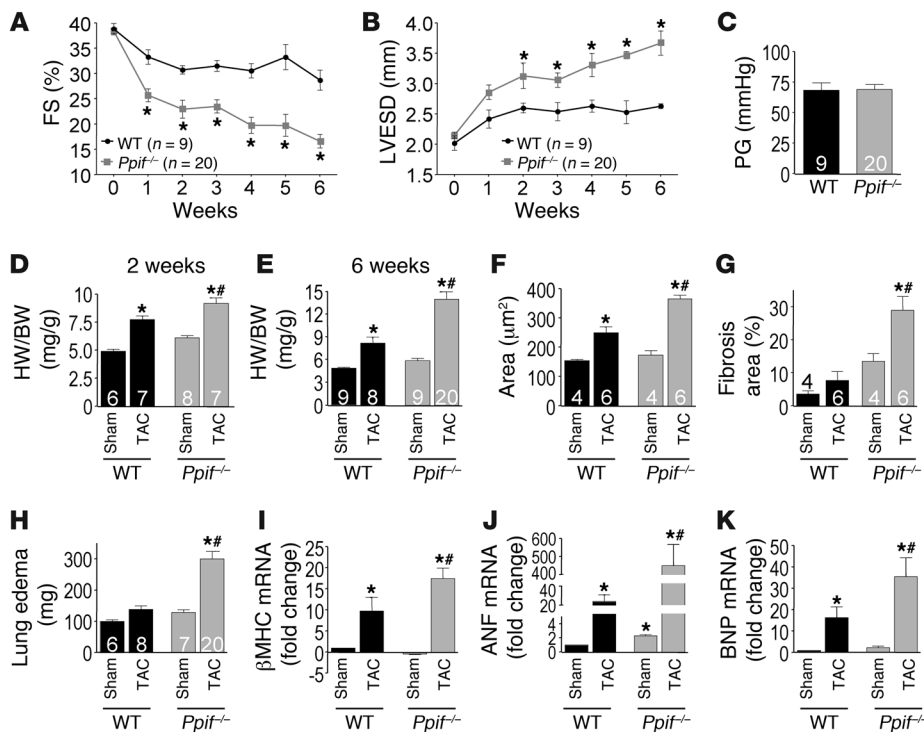 A
FS (%)
40
35
30
25
20
15
10
0
* * * * * *
WT (n = 9)
Ppif–/– (n = 20)
0 1 2 3 4 5 6
Weeks
B
LVESD (mm)
4.0
3.5
3.0
2.5
2.0
1.5
* * * * *
WT (n = 9)
Ppif–/– (n = 20)
0 1 2 3 4 5 6
Weeks
C
PG (mmHg)
100
75
50
25
0
9 20
WT Ppif–/–
D 2 weeks
HW/BW
(mg/g)
10
7.5
5.0
2.5
0
* *#
6 7 8 7
Sham TAC Sham TAC
WT Ppif–/–
E 6 weeks
HW/BW
(mg/g)
15
12
9
6
3
0
* *#
9 8 9 20
Sham TAC Sham TAC
WT Ppif–/–
F
Area (μm2)
400
300
200
100
0
* *#
4 6 4 6
Sham TAC Sham TAC
WT Ppif–/–
G
Fibrosis
area (%)
30
20
10
0
*#
4 6 4 6
Sham TAC Sham TAC
WT Ppif–/–
H
Lung edema
(mg)
300
200
100
0
*#
6 8 7 20
Sham TAC Sham TAC
WT Ppif–/–
I
βMHC mRNA
(fold change)
25
20
15
10
5
0
-5
* *#
Sham TAC Sham TAC
WT Ppif–/–
J
ANF mRNA
(fold change)
600
500
400
40
20
4
2
0
* * *#
Sham TAC Sham TAC
WT Ppif–/–
K
BNP mRNA
(fold change)
50
40
30
20
10
0
* *#
Sham TAC Sham TAC
WT Ppif–/–